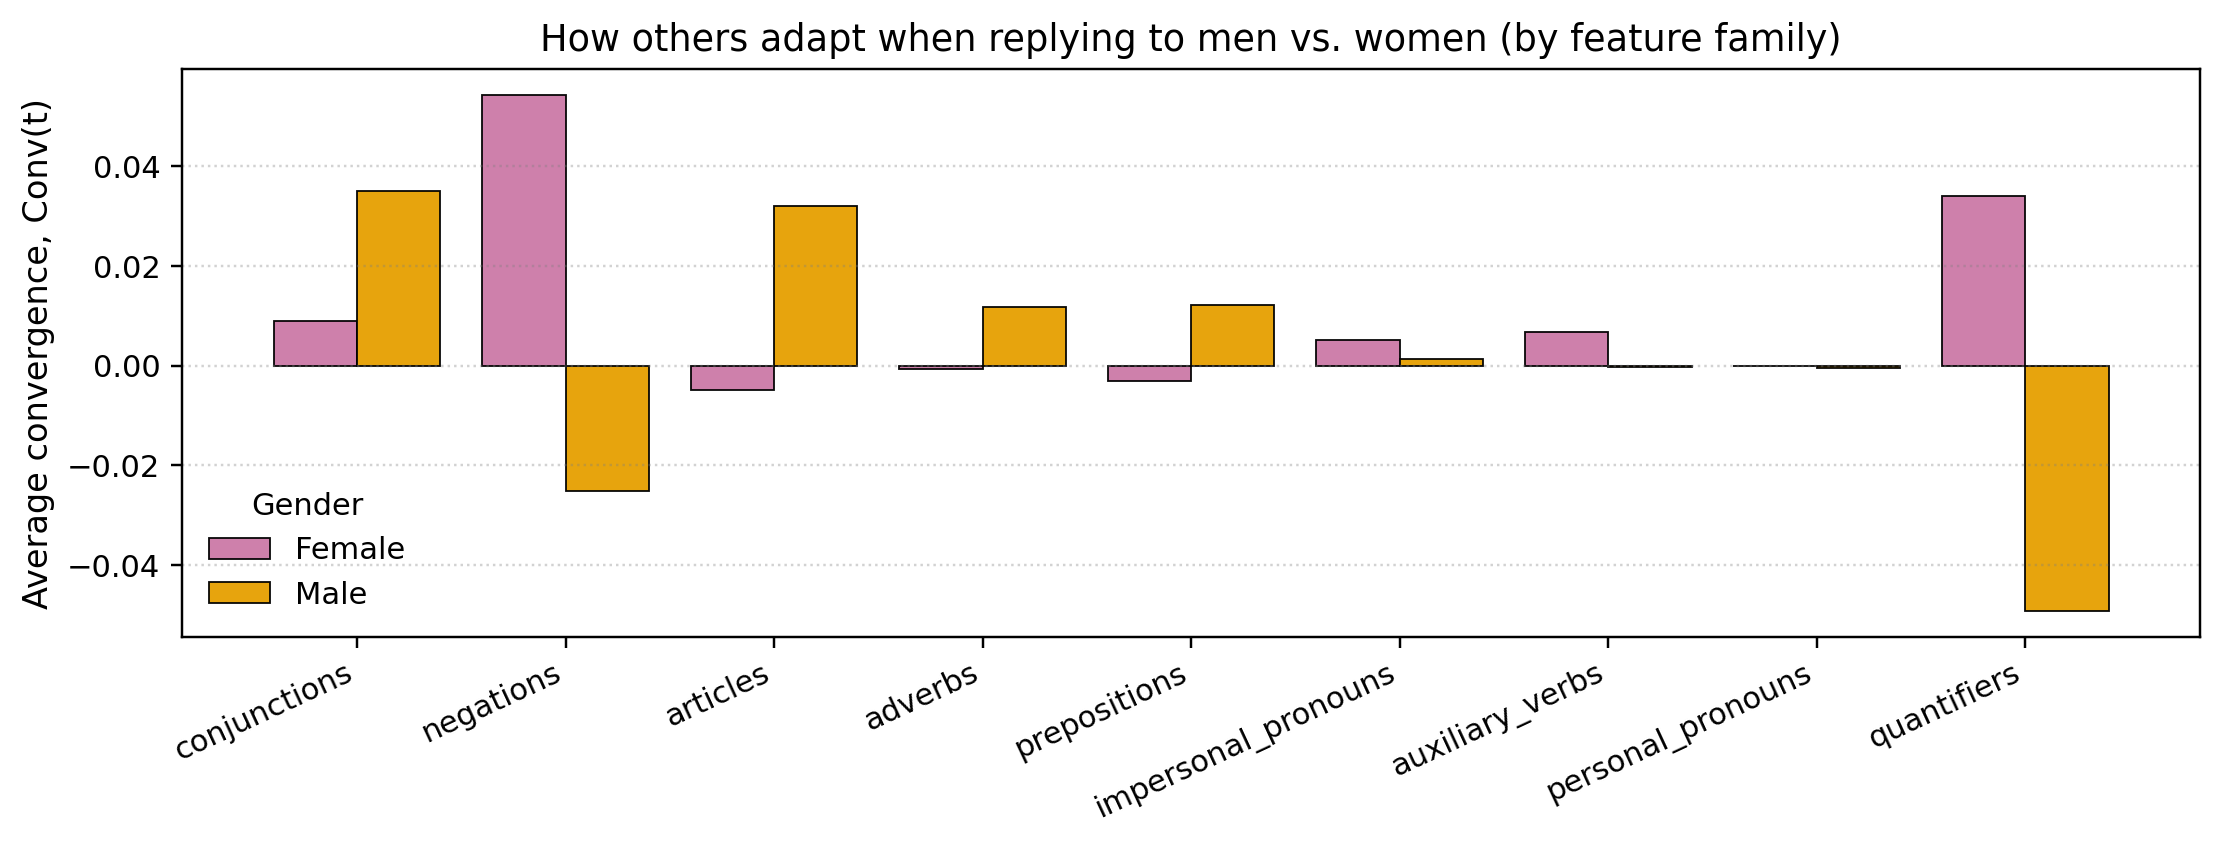 How others adapt when replying to men vs. women (by feature family)
Average convergence, Conv(t)
0.04
0.02
0.00
−0.02
−0.04
Gender
Female
Male
conjunctions
negations
articles
adverbs
prepositions
impersonal_pronouns
auxiliary_verbs
personal_pronouns
quantifiers